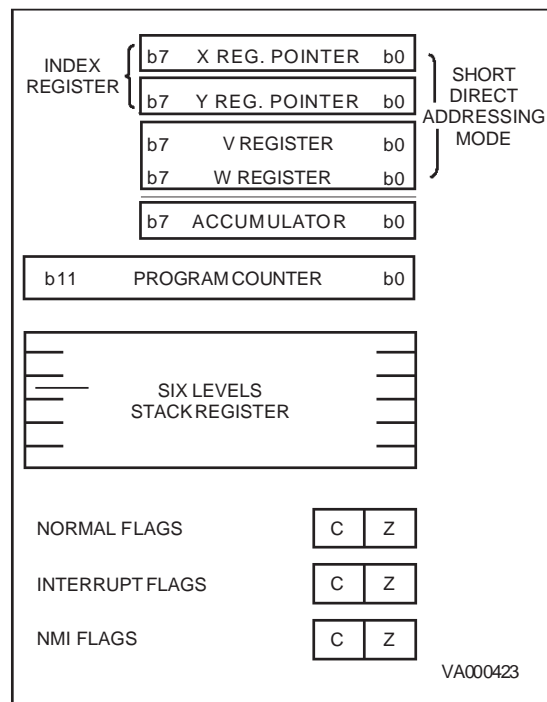 INDEX
REGISTER
b7 X REG. POINTER b0
b7 Y REG. POINTER b0
b7 V REGISTER b0
b7 W REGISTER b0
b7 ACCUMULATOR b0
SHORT
DIRECT
ADDRESSING
MODE
b11 PROGRAM COUNTER b0
SIX LEVELS
STACK REGISTER
NORMAL FLAGS C Z
INTERRUPT FLAGS C Z
NMI FLAGS C Z
VA000423